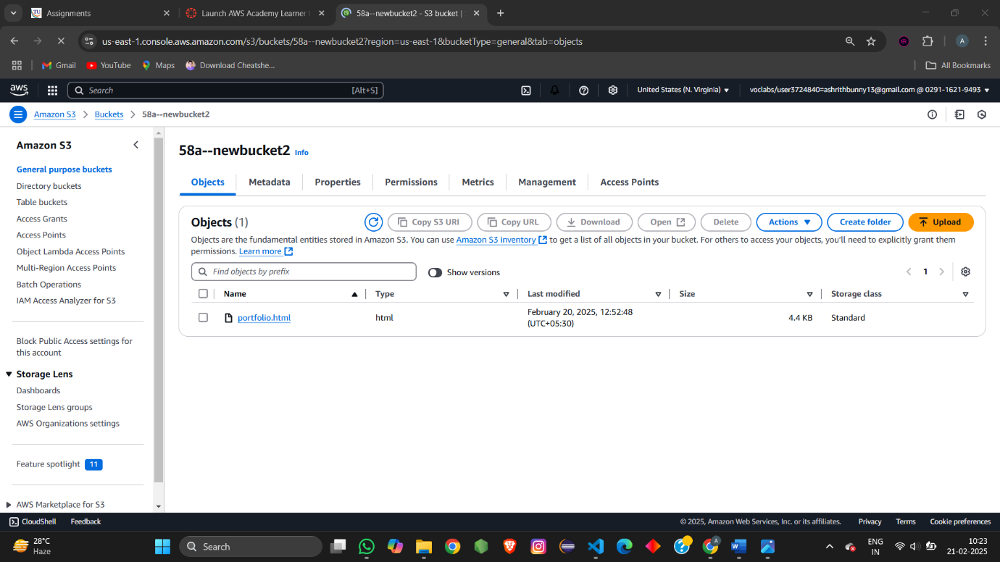 Assignments
Launch AWS Academy Learner
58a--newbucket2 - S3 bucket |
us-east-1.console.aws.amazon.com/s3/buckets/58a--newbucket2?region=us-east-1&bucketType=general&tab=objects
A
Gmail
YouTube
Maps
Download Cheatshe...
All Bookmarks
aws
Search
[Alt+S]
United States (N. Virginia)
voclabs/user3724840=ashrithbunny13@gmail.com @ 0291-1621-9493
Amazon S3
Buckets
58a--newbucket2
Amazon S3
General purpose buckets
Directory buckets
Table buckets
Access Grants
Access Points
Object Lambda Access Points
Multi-Region Access Points
Batch Operations
IAM Access Analyzer for S3
Block Public Access settings for
this account
Storage Lens
Dashboards
Storage Lens groups
AWS Organizations settings
Feature spotlight 11
AWS Marketplace for S3
58a--newbucket2 Info
Objects
Metadata
Properties
Permissions
Metrics
Management
Access Points
Objects (1)
Copy S3 URI
Copy URL
Download
Open
Delete
Actions
Create folder
Upload
Objects are the fundamental entities stored in Amazon S3. You can use Amazon S3 inventory to get a list of all objects in your bucket. For others to access your objects, you'll need to explicitly grant them
permissions. Learn more
Find objects by prefix
Show versions
1
Name
Type
Last modified
Size
Storage class
portfolio.html
html
February 20, 2025, 12:52:48
(UTC+05:30)
4.4 KB
Standard
CloudShell
Feedback
© 2025, Amazon Web Services, Inc. or its affiliates.
Privacy
Terms
Cookie preferences
28°C
Haze
Search
A
ENG
IN
10:23
21-02-2025